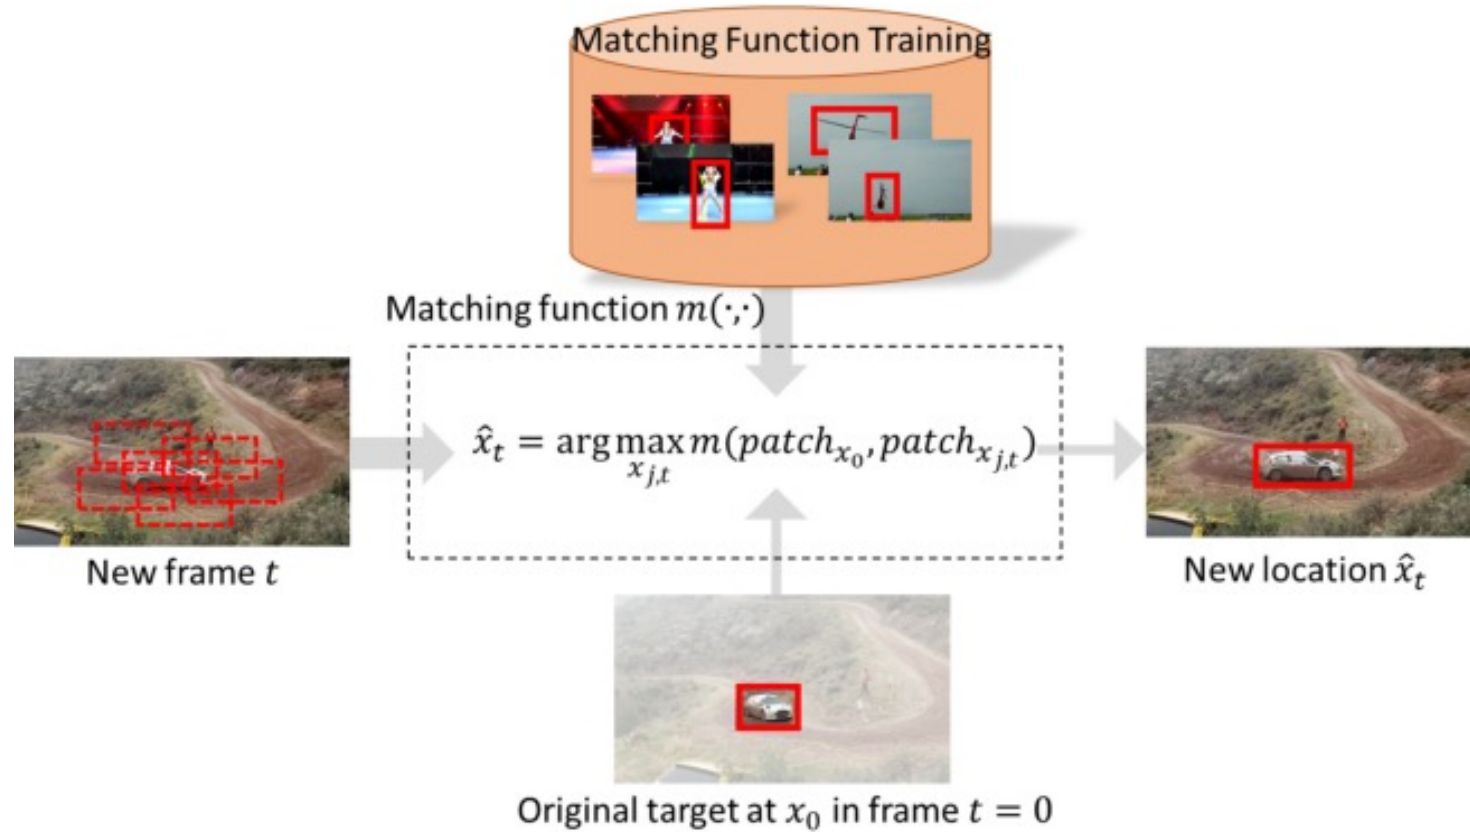 Matching Function Training
Matching function m(·,·)
x̂_t = arg max_{x_{j,t}} m(patch_{x_0}, patch_{x_{j,t}})
New frame t
New location x̂_t
Original target at x_0 in frame t = 0